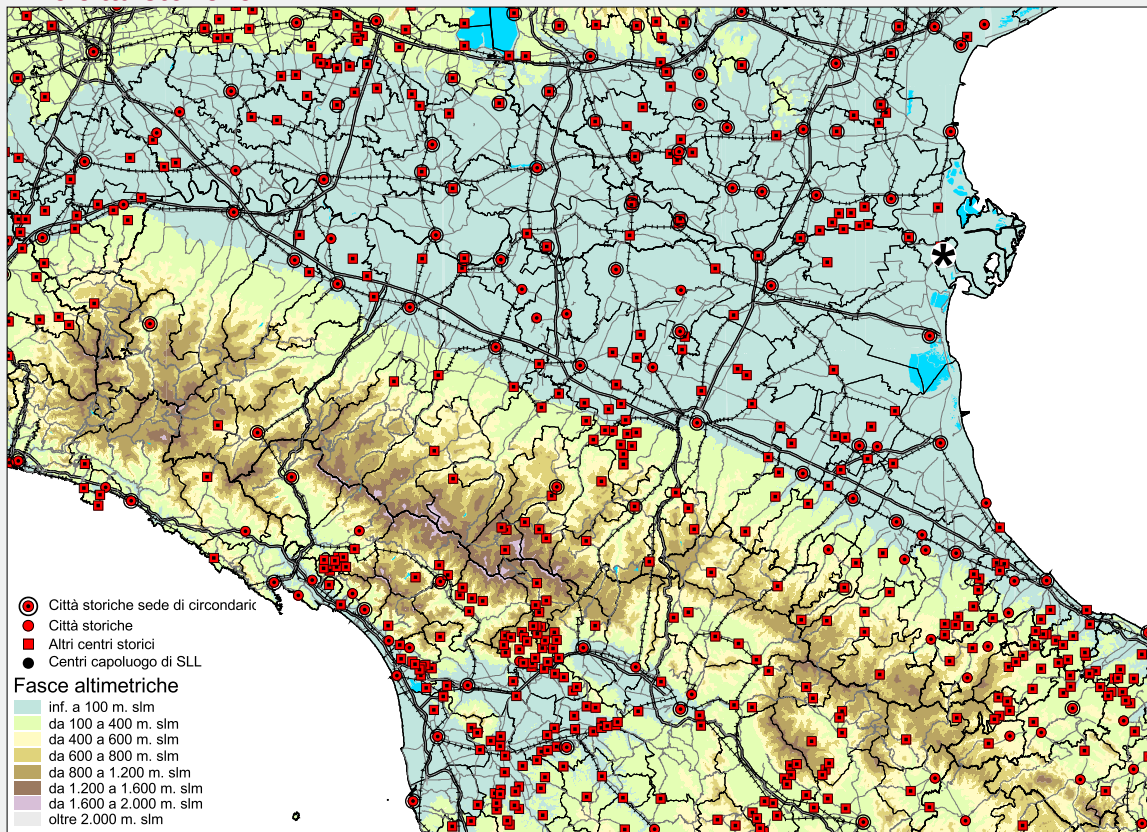 Città storiche sede di circondaric
Città storiche
Altri centri storici
Centri capoluogo di SLL
Fasce altimetriche
inf. a 100 m. slm
da 100 a 400 m. slm
da 400 a 600 m. slm
da 600 a 800 m. slm
da 800 a 1.200 m. slm
da 1.200 a 1.600 m. slm
da 1.600 a 2.000 m. slm
oltre 2.000 m. slm